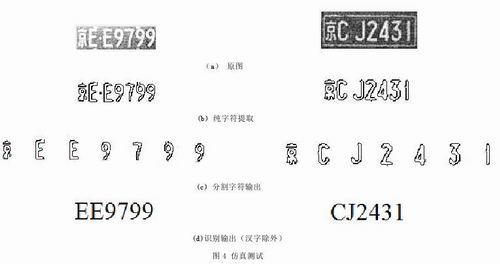 京E·E9799 京C J2431
(a) 原图
京E·E9799 京C J2431
(b) 纯字符提取
京 E E 9 7 9 9 京 C J 2 4 3 1
(c) 分割字符输出
EE9799 CJ2431
(d)识别输出（汉字除外）
图 4 仿真测试